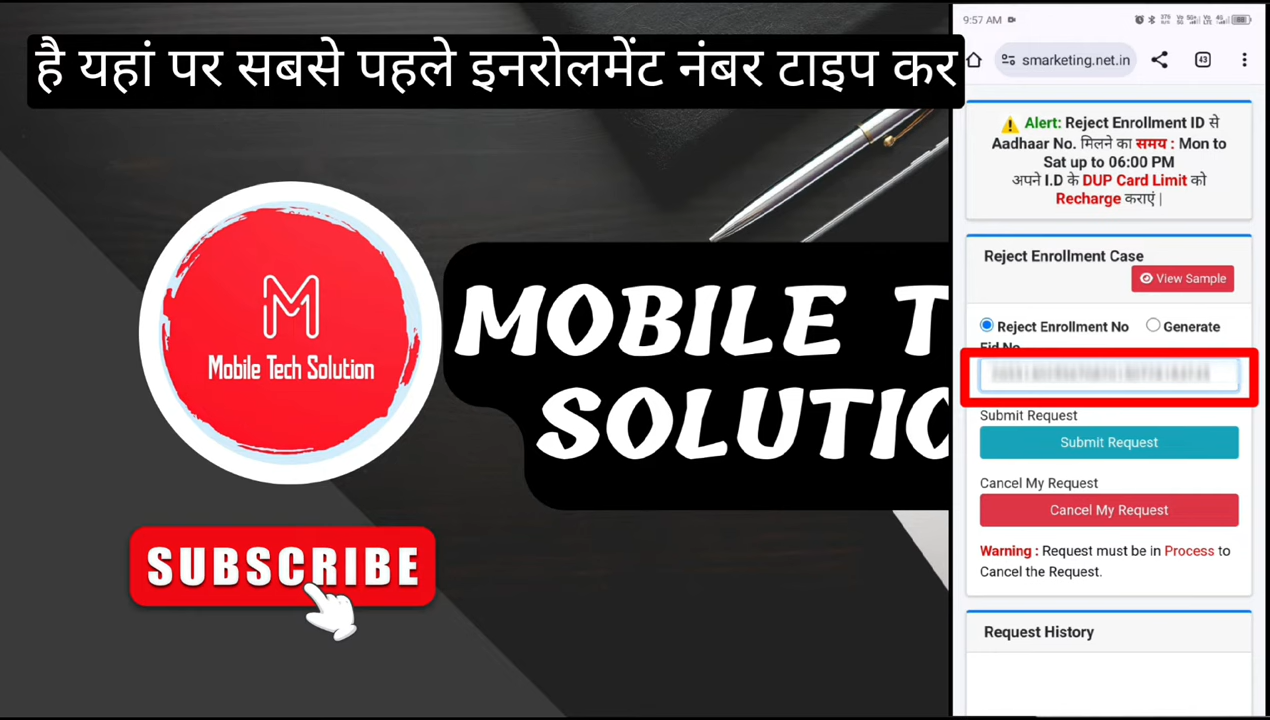 है यहां पर सबसे पहले इनरोलमेंट नंबर टाइप कर
M
Mobile Tech Solution
MOBILE T
SOLUTIO
SUBSCRIBE
9:57 AM
smarketing.net.in
43
Alert: Reject Enrollment ID से
Aadhaar No. मिलने का समय : Mon to
Sat up to 06:00 PM
अपने I.D के DUP Card Limit को
Recharge कराएं |
Reject Enrollment Case
View Sample
Reject Enrollment No
Generate
Eid No
Submit Request
Submit Request
Cancel My Request
Cancel My Request
Warning : Request must be in Process to
Cancel the Request.
Request History